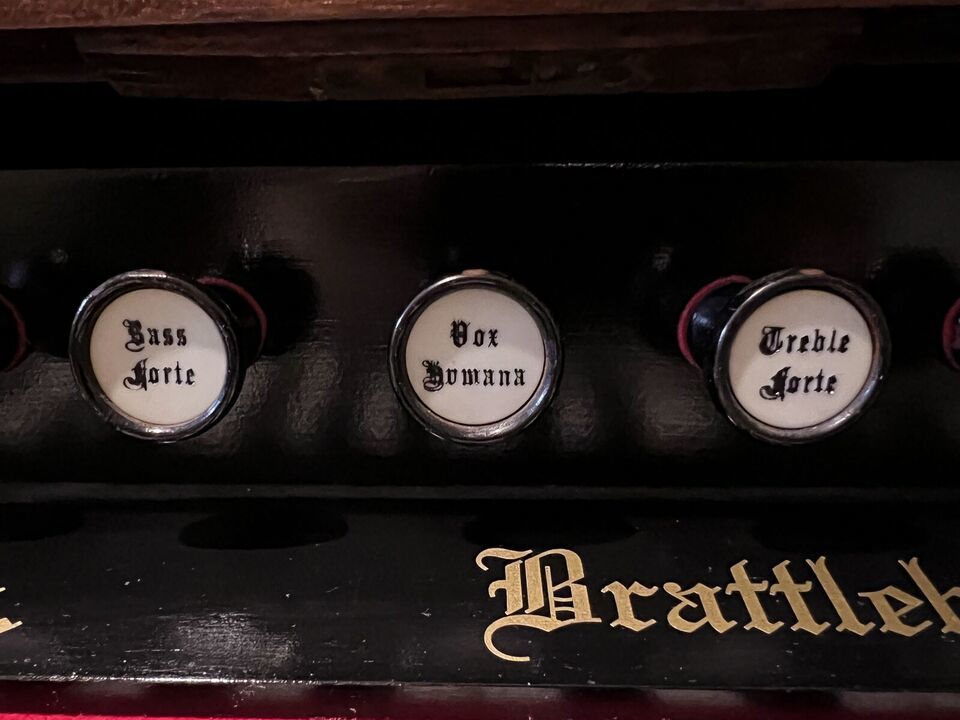 Bass
Forte
Vox
Humana
Treble
Forte
Brattleb